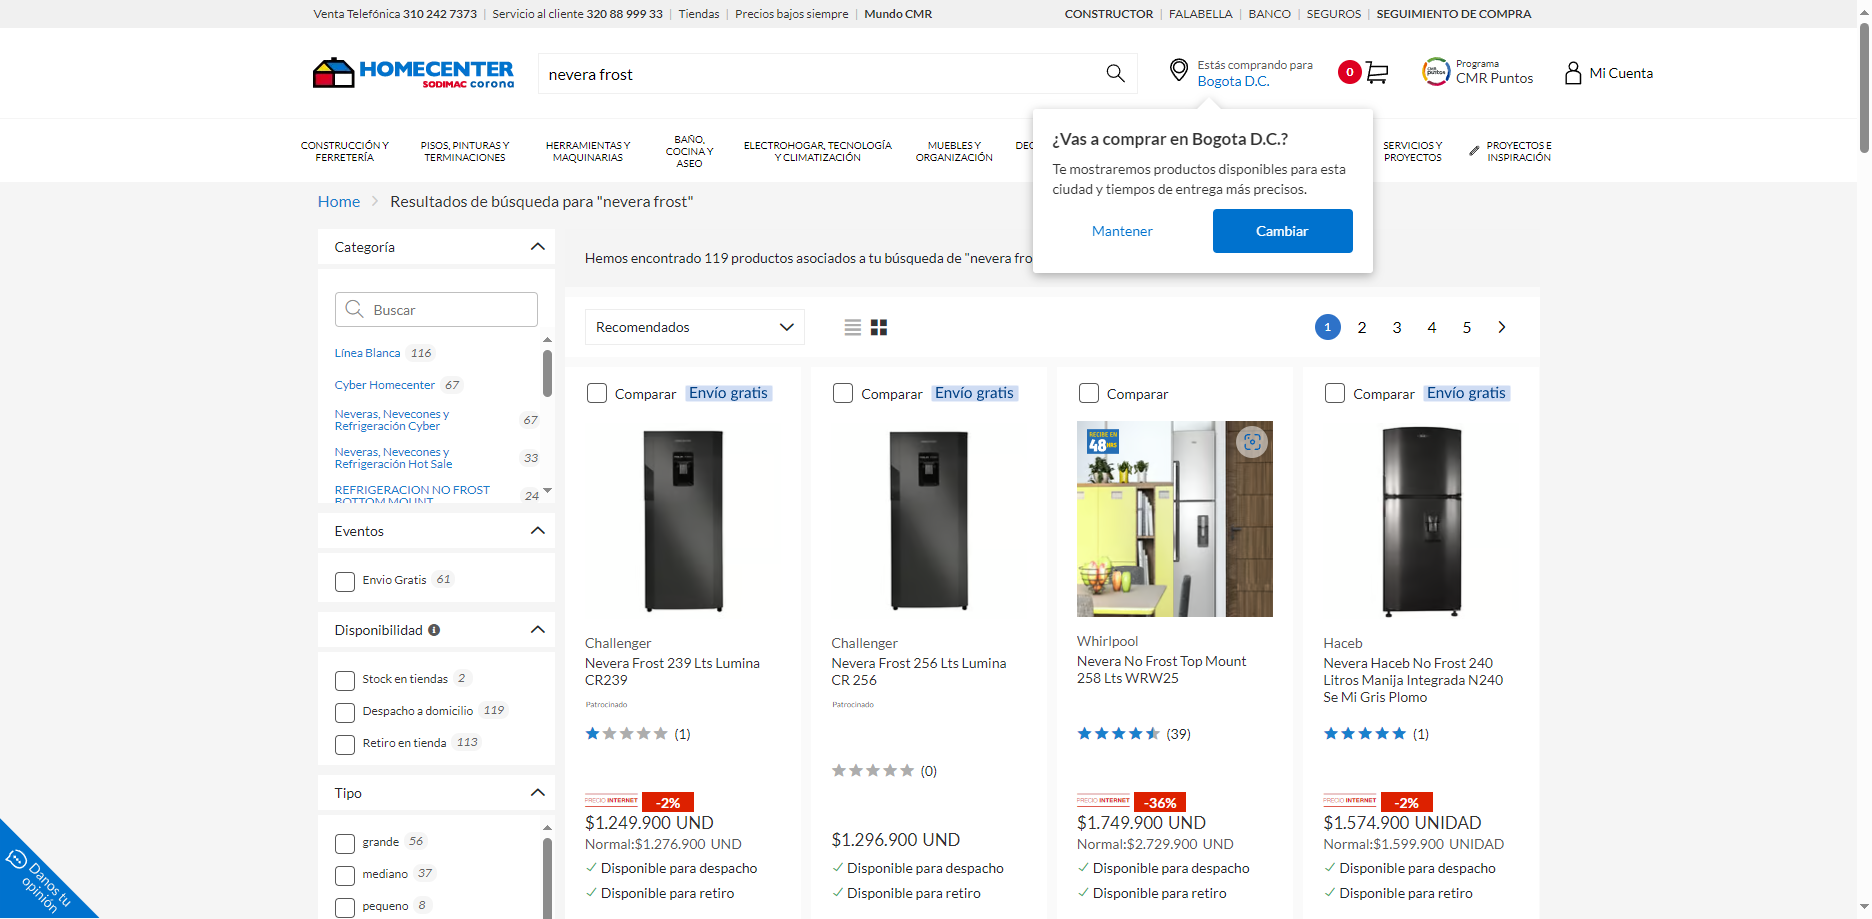 Venta Telefónica 310 242 7373 | Servicio al cliente 320 88 999 33 | Tiendas | Precios bajos siempre | Mundo CMR
CONSTRUCTOR | FALABELLA | BANCO | SEGUROS | SEGUIMIENTO DE COMPRA
HOMECENTER
SODIMAC corona
nevera frost
Estás comprando para
Bogota D.C.
0
CMR puntos
Programa
CMR Puntos
Mi Cuenta
CONSTRUCCIÓN Y
FERRETERÍA
PISOS, PINTURAS Y
TERMINACIONES
HERRAMIENTAS Y
MAQUINARIAS
BAÑO,
COCINA Y
ASEO
ELECTROHOGAR, TECNOLOGÍA
Y CLIMATIZACIÓN
MUEBLES Y
ORGANIZACIÓN
DEC
SERVICIOS Y
PROYECTOS
PROYECTOS E
INSPIRACIÓN
¿Vas a comprar en Bogota D.C.?
Te mostraremos productos disponibles para esta
ciudad y tiempos de entrega más precisos.
Mantener
Cambiar
Home > Resultados de búsqueda para "nevera frost"
Categoría
Buscar
Línea Blanca 116
Cyber Homecenter 67
Neveras, Nevecones y
Refrigeración Cyber 67
Neveras, Nevecones y
Refrigeración Hot Sale 33
REFRIGERACION NO FROST
BOTTOM MOUNT 24
Eventos
Envio Gratis 61
Disponibilidad
Stock en tiendas 2
Despacho a domicilio 119
Retiro en tienda 113
Tipo
grande 56
mediano 37
pequeno 8
Danos tu
opinión
Hemos encontrado 119 productos asociados a tu búsqueda de "nevera fro
Recomendados
1 2 3 4 5
Comparar Envío gratis
Challenger
Nevera Frost 239 Lts Lumina
CR239
Patrocinado
(1)
PRECIO INTERNET -2%
$1.249.900 UND
Normal:$1.276.900 UND
Disponible para despacho
Disponible para retiro
Comparar Envío gratis
Challenger
Nevera Frost 256 Lts Lumina
CR 256
Patrocinado
(0)
$1.296.900 UND
Disponible para despacho
Disponible para retiro
Comparar
RECIBE EN
48 HRS
Whirlpool
Nevera No Frost Top Mount
258 Lts WRW25
(39)
PRECIO INTERNET -36%
$1.749.900 UND
Normal:$2.729.900 UND
Disponible para despacho
Disponible para retiro
Comparar Envío gratis
Haceb
Nevera Haceb No Frost 240
Litros Manija Integrada N240
Se Mi Gris Plomo
(1)
PRECIO INTERNET -2%
$1.574.900 UNIDAD
Normal:$1.599.900 UNIDAD
Disponible para despacho
Disponible para retiro